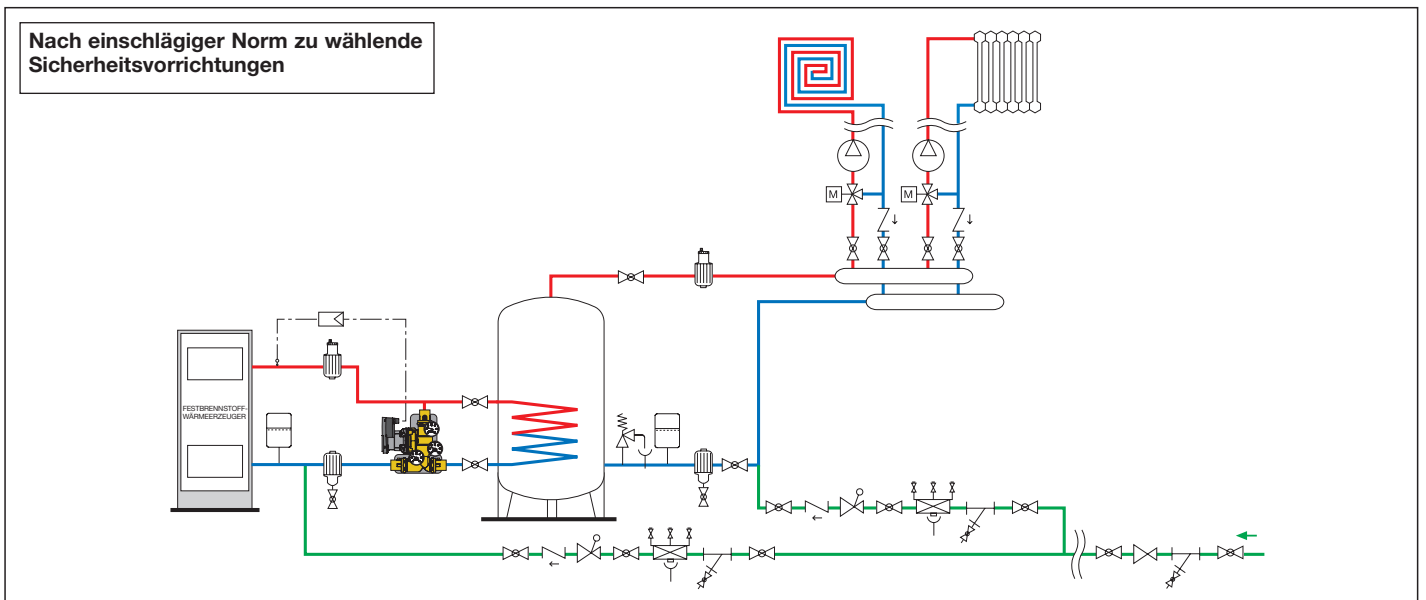 Nach einschlägiger Norm zu wählende
Sicherheitsvorrichtungen
M
M
FESTBRENNSTOFF-
WÄRMEERZEUGER